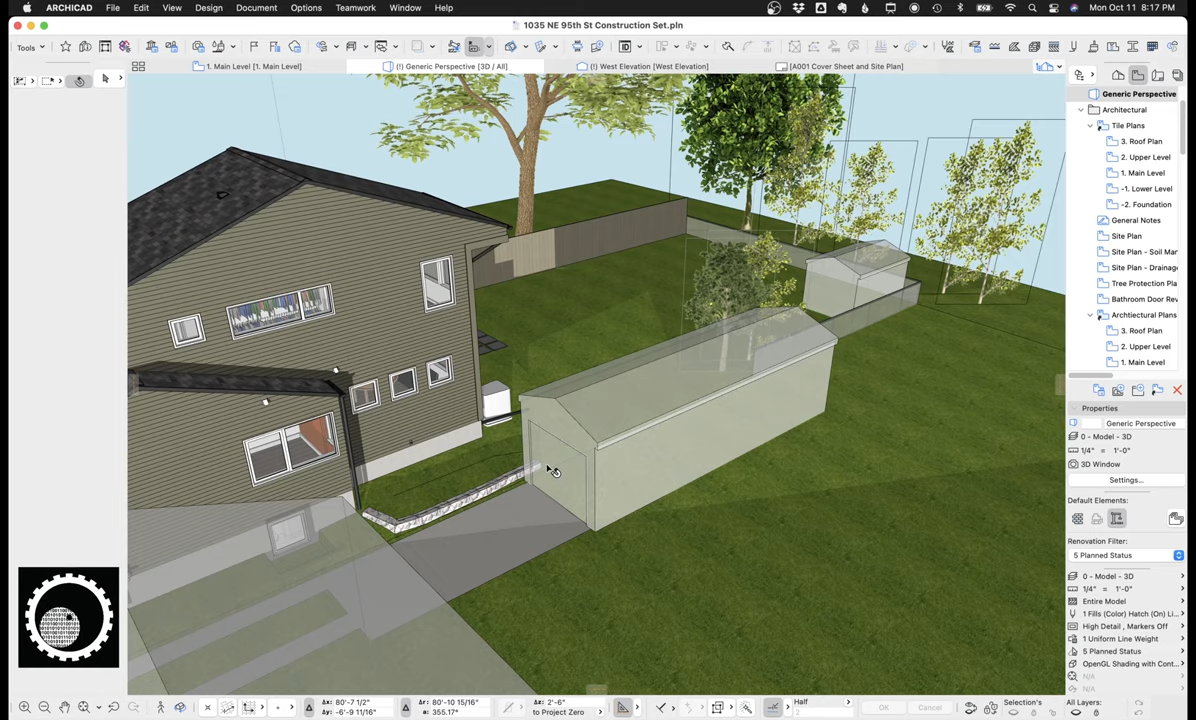 ARCHICAD File Edit View Design Document Options Teamwork Window Help Mon Oct 11 8:17 PM
1035 NE 95th St Construction Set.pln
Tools
1. Main Level [1. Main Level]
(!) Generic Perspective [3D / All]
(!) West Elevation [West Elevation]
[A001 Cover Sheet and Site Plan]
Generic Perspective
Architectural
Tile Plans
3. Roof Plan
2. Upper Level
1. Main Level
-1. Lower Level
-2. Foundation
General Notes
Site Plan
Site Plan - Soil Mar
Site Plan - Drainage
Tree Protection Plan
Bathroom Door Rev
Archtiectural Plans
3. Roof Plan
2. Upper Level
1. Main Level
Properties
Generic Perspective
0 - Model - 3D
1/4" = 1'-0"
3D Window
Settings...
Default Elements:
Renovation Filter:
5 Planned Status
0 - Model - 3D
1/4" = 1'-0"
Entire Model
1 Fills (Color) Hatch (On) Li...
High Detail , Markers Off
1 Uniform Line Weight
5 Planned Status
OpenGL Shading with Cont...
N/A
N/A
Δx: 80'-7 1/2"
Δy: -6'-9 11/16"
Δr: 80'-10 15/16"
a: 355.17°
Δz: 2'-6"
to Project Zero
Half
2
OK
Cancel
Selection's
All Layers: